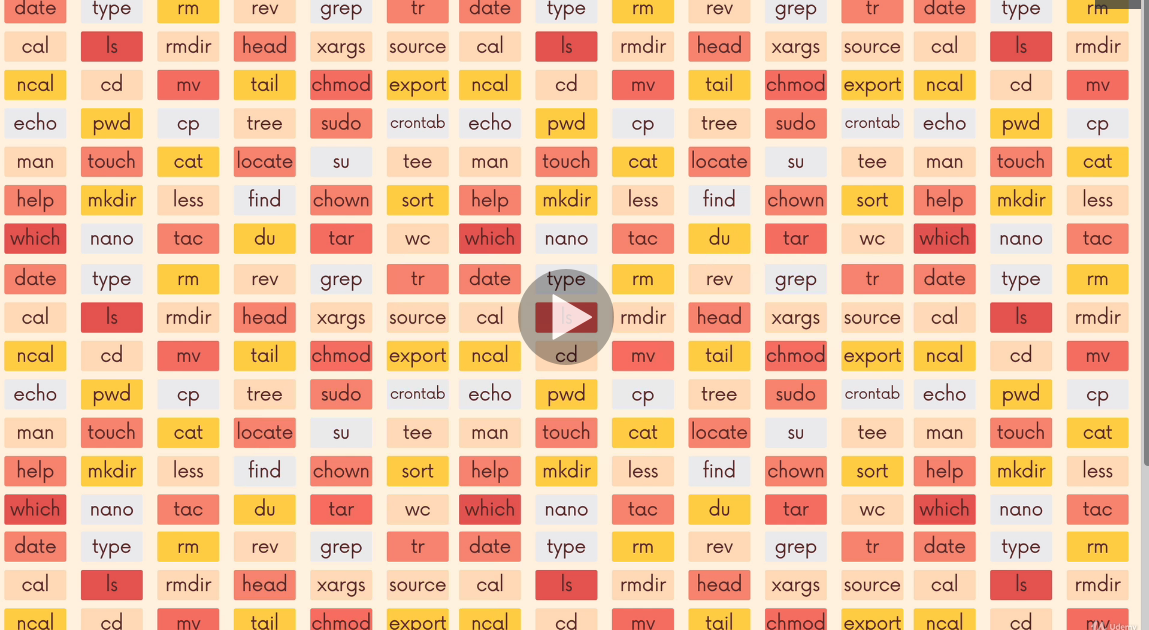 date type rm rev grep tr date type rm rev grep tr date type rm
cal ls rmdir head xargs source cal ls rmdir head xargs source cal ls rmdir
ncal cd mv tail chmod export ncal cd mv tail chmod export ncal cd mv
echo pwd cp tree sudo crontab echo pwd cp tree sudo crontab echo pwd cp
man touch cat locate su tee man touch cat locate su tee man touch cat
help mkdir less find chown sort help mkdir less find chown sort help mkdir less
which nano tac du tar wc which nano tac du tar wc which nano tac
date type rm rev grep tr date type rm rev grep tr date type rm
cal ls rmdir head xargs source cal ls rmdir head xargs source cal ls rmdir
ncal cd mv tail chmod export ncal cd mv tail chmod export ncal cd mv
echo pwd cp tree sudo crontab echo pwd cp tree sudo crontab echo pwd cp
man touch cat locate su tee man touch cat locate su tee man touch cat
help mkdir less find chown sort help mkdir less find chown sort help mkdir less
which nano tac du tar wc which nano tac du tar wc which nano tac
date type rm rev grep tr date type rm rev grep tr date type rm
cal ls rmdir head xargs source cal ls rmdir head xargs source cal ls rmdir
ncal cd mv tail chmod export ncal cd mv tail chmod export ncal cd mv
Udemy